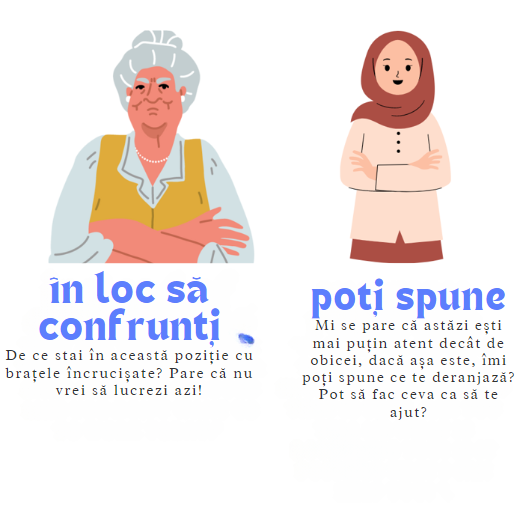 în loc să
confrunți
De ce stai în această poziție cu
brațele încrucișate? Pare că nu
vrei să lucrezi azi!
poți spune
Mi se pare că astăzi ești
mai puțin atent decât de
obicei, dacă așa este, îmi
poți spune ce te deranjază?
Pot să fac ceva ca să te
ajut?